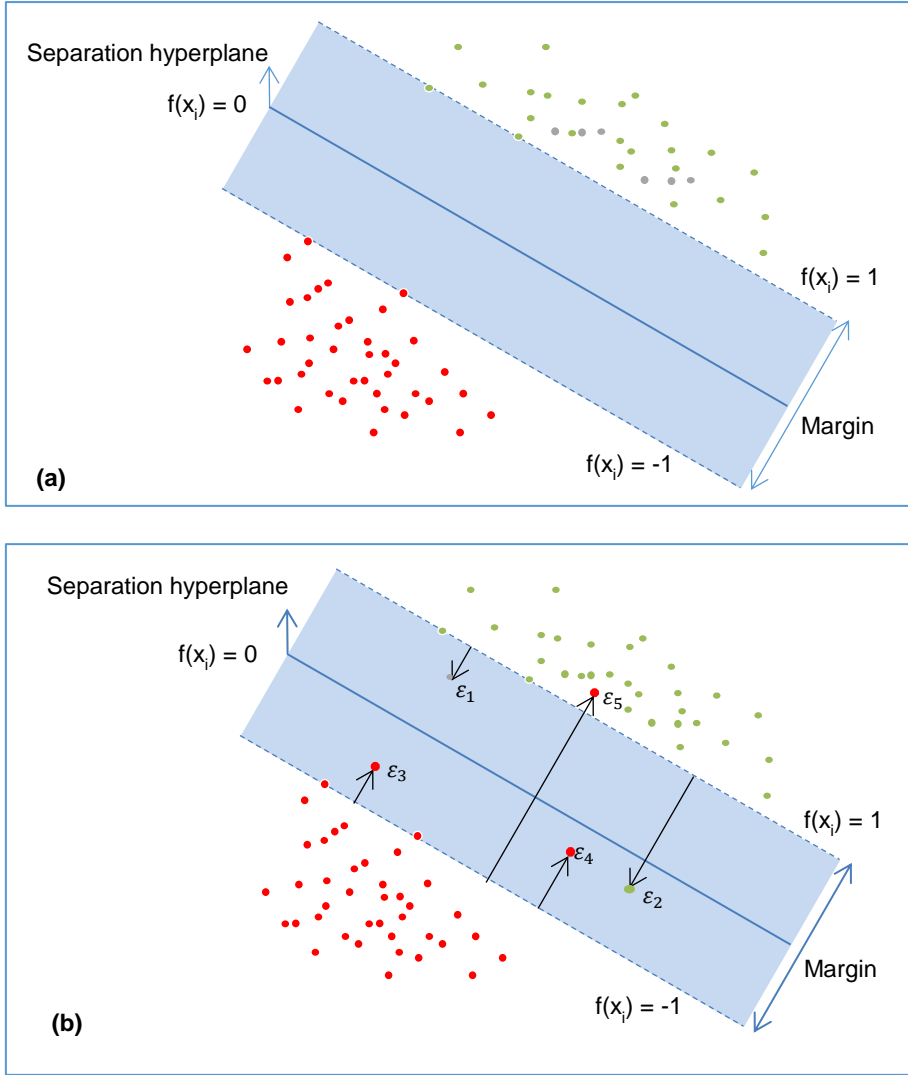 Separation hyperplane
f(xᵢ) = 0
f(xᵢ) = 1
Margin
f(xᵢ) = -1
(a)
Separation hyperplane
f(xᵢ) = 0
ε₁
ε₅
ε₃
f(xᵢ) = 1
ε₄
ε₂
Margin
f(xᵢ) = -1
(b)